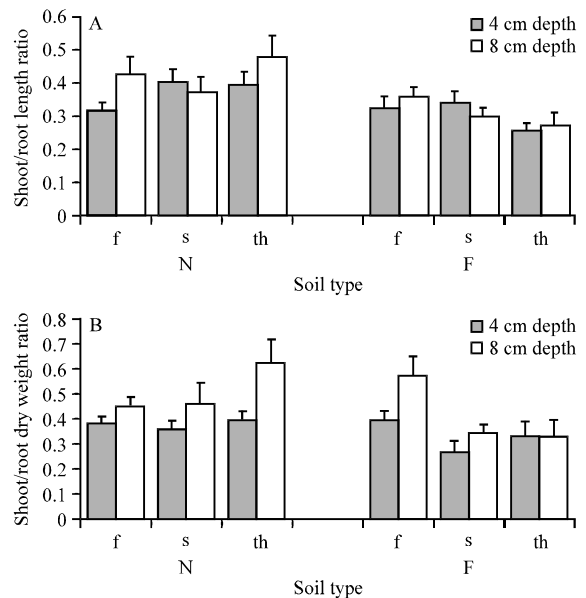 A
4 cm depth
8 cm depth
Shoot/root length ratio
0.6
0.5
0.4
0.3
0.2
0.1
0
f s th f s th
N F
Soil type
B
4 cm depth
8 cm depth
Shoot/root dry weight ratio
0.8
0.7
0.6
0.5
0.4
0.3
0.2
0.1
0
f s th f s th
N F
Soil type